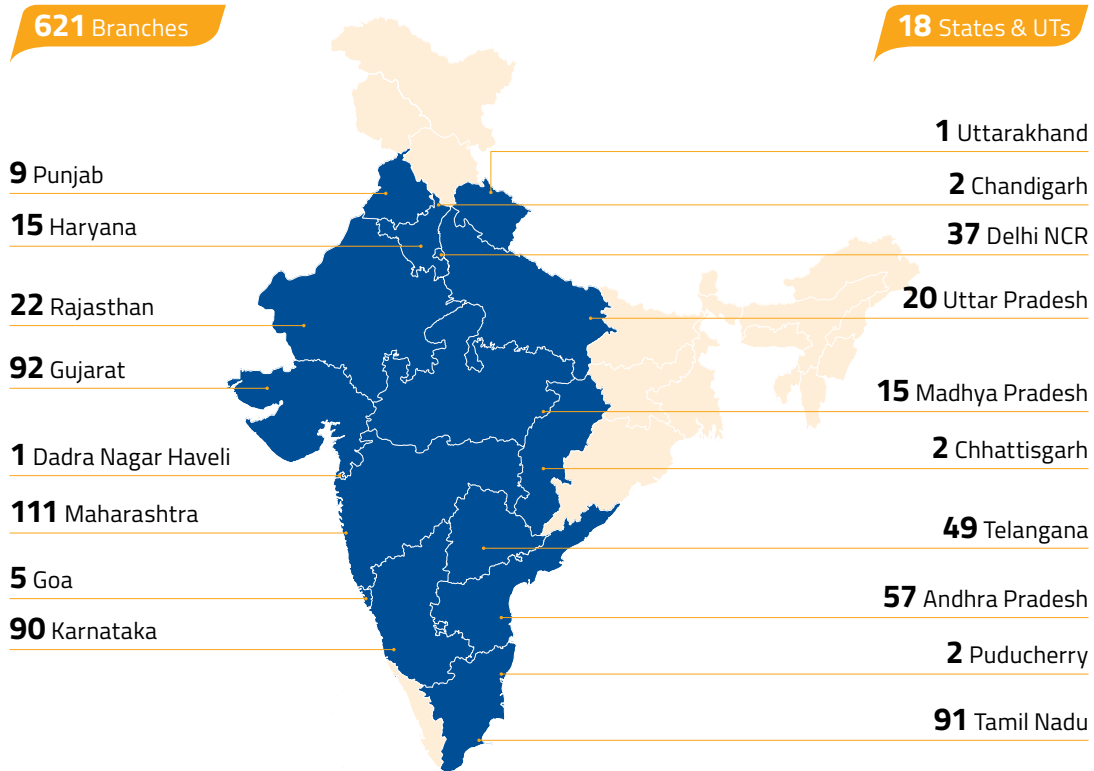 621 Branches
18 States & UTs
9 Punjab
15 Haryana
22 Rajasthan
92 Gujarat
1 Dadra Nagar Haveli
111 Maharashtra
5 Goa
90 Karnataka
1 Uttarakhand
2 Chandigarh
37 Delhi NCR
20 Uttar Pradesh
15 Madhya Pradesh
2 Chhattisgarh
49 Telangana
57 Andhra Pradesh
2 Puducherry
91 Tamil Nadu